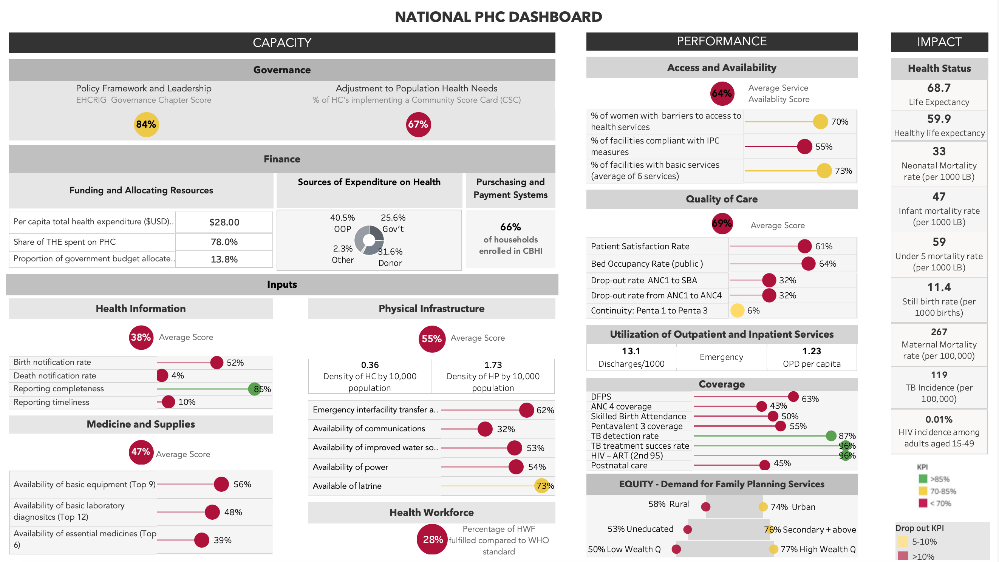 NATIONAL PHC DASHBOARD
CAPACITY
Governance
Policy Framework and Leadership
EHCRIG Governance Chapter Score
84%
Adjustment to Population Health Needs
% of HC's implementing a Community Score Card (CSC)
67%
Finance
Funding and Allocating Resources
Per capita total health expenditure ($USD).. $28.00
Share of THE spent on PHC 78.0%
Proportion of government budget allocate.. 13.8%
Sources of Expenditure on Health
40.5%
OOP
25.6%
Gov't
2.3%
Other
31.6%
Donor
Purschasing and
Payment Systems
66%
of households
enrolled in CBHI
Inputs
Health Information
38% Average Score
Birth notification rate 52%
Death notification rate 4%
Reporting completeness 85%
Reporting timeliness 10%
Medicine and Supplies
47% Average Score
Availability of basic equipment (Top 9) 56%
Availability of basic laboratory
diagnositcs (Top 12) 48%
Availability of essential medicines (Top
6) 39%
Physical Infrastructure
55% Average Score
0.36
Density of HC by 10,000
population
1.73
Density of HP by 10,000
population
Emergency interfacility transfer a.. 62%
Availability of communications 32%
Availability of improved water so.. 53%
Availability of power 54%
Available of latrine 73%
Health Workforce
28%
Percentage of HWF
fulfilled compared to WHO
standard
PERFORMANCE
Access and Availability
64%
Average Service
Availablity Score
% of women with barriers to access to
health services 70%
% of facilities compliant with IPC
measures 55%
% of facilities with basic services
(average of 6 services) 73%
Quality of Care
69% Average Score
Patient Satisfaction Rate 61%
Bed Occupancy Rate (public ) 64%
Drop-out rate ANC1 to SBA 32%
Drop-out rate from ANC1 to ANC4 32%
Continuity: Penta 1 to Penta 3 6%
Utilization of Outpatient and Inpatient Services
13.1
Discharges/1000
Emergency
1.23
OPD per capita
Coverage
DFPS 63%
ANC 4 coverage 43%
Skilled Birth Attendance 50%
Pentavalent 3 coverage 55%
TB detection rate 87%
TB treatment succes rate 96%
HIV – ART (2nd 95) 96%
Postnatal care 45%
EQUITY - Demand for Family Planning Services
58% Rural 74% Urban
53% Uneducated 76% Secondary + above
50% Low Wealth Q 77% High Wealth Q
IMPACT
Health Status
68.7
Life Expectancy
59.9
Healthy life expectancy
33
Neonatal Mortality
rate (per 1000 LB)
47
Infant mortality rate
(per 1000 LB)
59
Under 5 mortality rate
(per 1000 LB)
11.4
Still birth rate (per
1000 births)
267
Maternal Mortality
rate (per 100,000)
119
TB Incidence (per
100,000)
0.01%
HIV incidence among
adults aged 15-49
KPI
>85%
70-85%
< 70%
Drop out KPI
5-10%
>10%